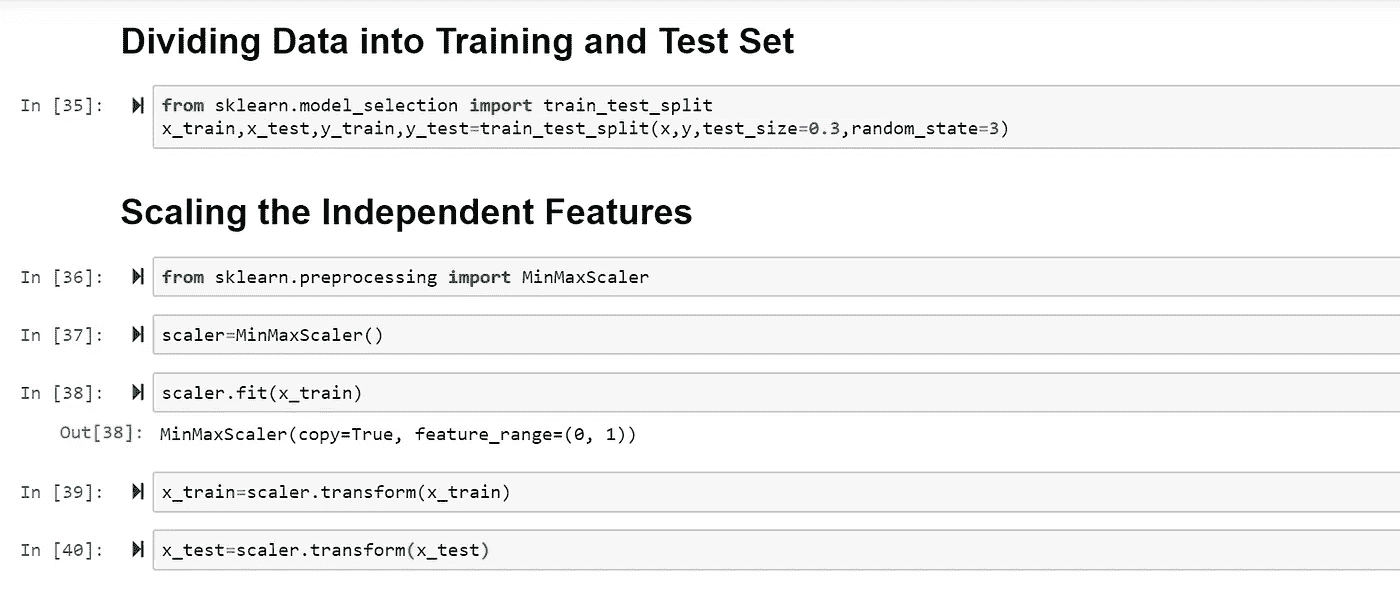 Dividing Data into Training and Test Set
In [35]: from sklearn.model_selection import train_test_split
x_train,x_test,y_train,y_test=train_test_split(x,y,test_size=0.3,random_state=3)
Scaling the Independent Features
In [36]: from sklearn.preprocessing import MinMaxScaler
In [37]: scaler=MinMaxScaler()
In [38]: scaler.fit(x_train)
Out[38]: MinMaxScaler(copy=True, feature_range=(0, 1))
In [39]: x_train=scaler.transform(x_train)
In [40]: x_test=scaler.transform(x_test)